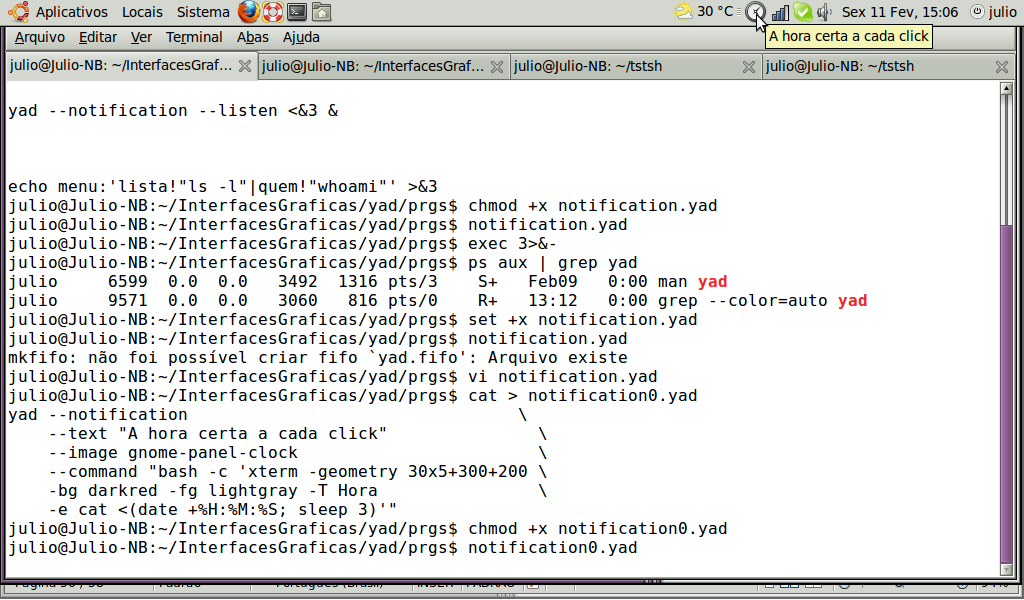 Aplicativos Locais Sistema 30 °C Sex 11 Fev, 15:06 julio
Arquivo Editar Ver Terminal Abas Ajuda
A hora certa a cada click
julio@Julio-NB: ~/InterfacesGraf... julio@Julio-NB: ~/InterfacesGraf... julio@Julio-NB: ~/tstsh julio@Julio-NB: ~/tstsh
yad --notification --listen <&3 &
echo menu:'lista!"ls -l"|quem!"whoami"' >&3
julio@Julio-NB:~/InterfacesGraficas/yad/prgs$ chmod +x notification.yad
julio@Julio-NB:~/InterfacesGraficas/yad/prgs$ notification.yad
julio@Julio-NB:~/InterfacesGraficas/yad/prgs$ exec 3>&-
julio@Julio-NB:~/InterfacesGraficas/yad/prgs$ ps aux | grep yad
julio     6599  0.0  0.0   3492  1316 pts/3    S+   Feb09   0:00 man yad
julio     9571  0.0  0.0   3060   816 pts/0    R+   13:12   0:00 grep --color=auto yad
julio@Julio-NB:~/InterfacesGraficas/yad/prgs$ set +x notification.yad
julio@Julio-NB:~/InterfacesGraficas/yad/prgs$ notification.yad
mkfifo: não foi possível criar fifo `yad.fifo': Arquivo existe
julio@Julio-NB:~/InterfacesGraficas/yad/prgs$ vi notification.yad
julio@Julio-NB:~/InterfacesGraficas/yad/prgs$ cat > notification0.yad
yad --notification                                 \
    --text "A hora certa a cada click"               \
    --image gnome-panel-clock                        \
    --command "bash -c 'xterm -geometry 30x5+300+200 \
    -bg darkred -fg lightgray -T Hora                \
    -e cat <(date +%H:%M:%S; sleep 3)'"
julio@Julio-NB:~/InterfacesGraficas/yad/prgs$ chmod +x notification0.yad
julio@Julio-NB:~/InterfacesGraficas/yad/prgs$ notification0.yad